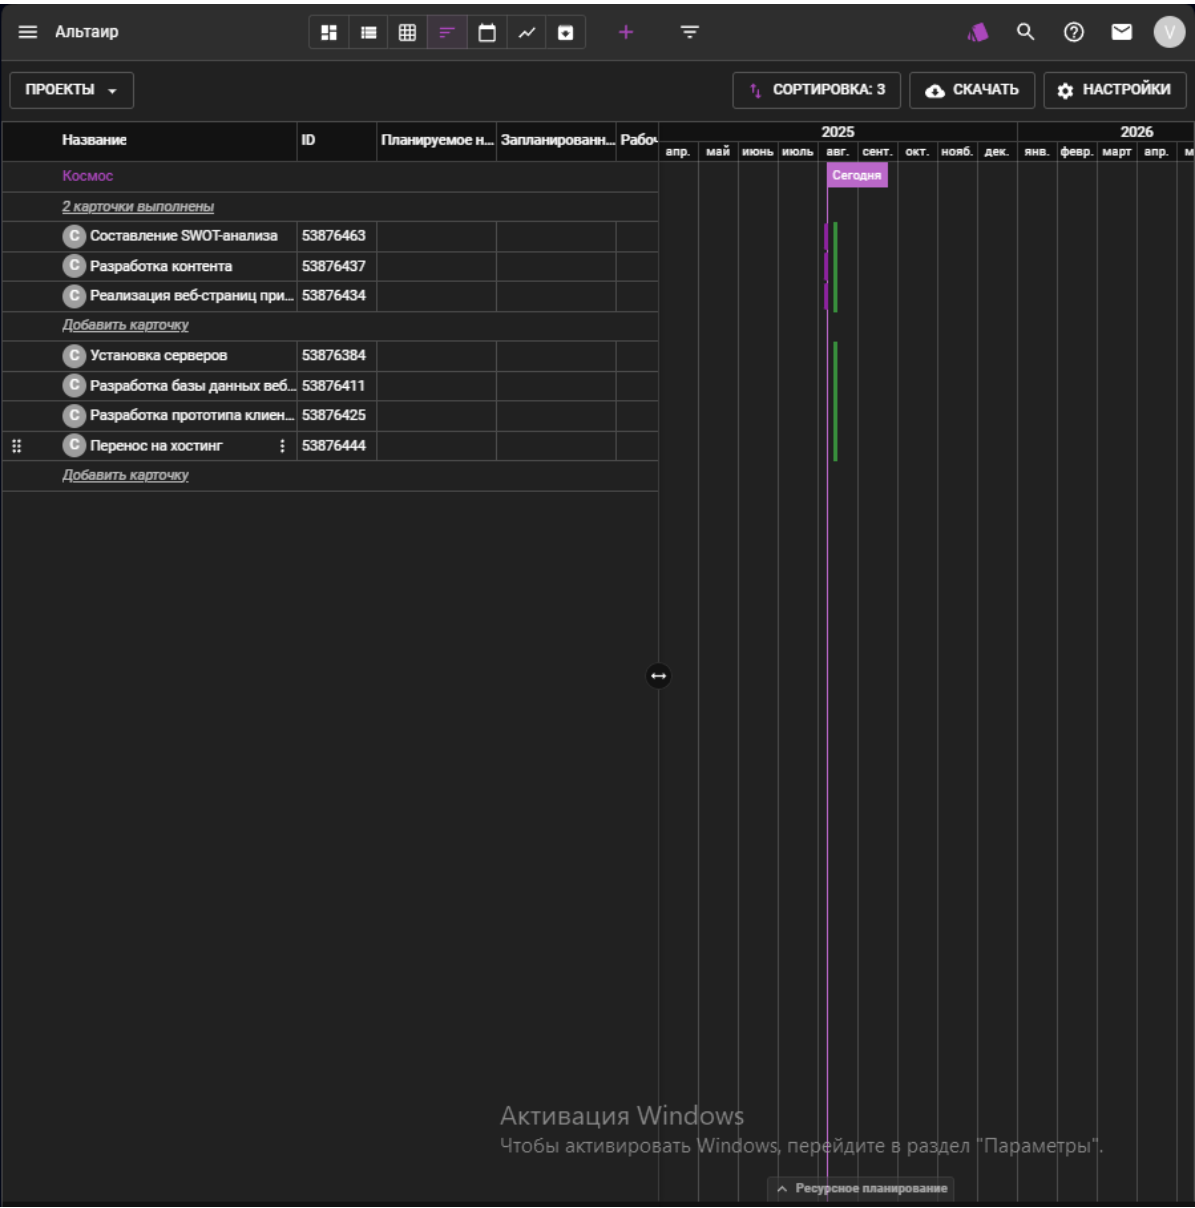 Альтаир
V
ПРОЕКТЫ
СОРТИРОВКА: 3
СКАЧАТЬ
НАСТРОЙКИ
Название ID Планируемое н... Запланированн... Рабоч
2025 2026
апр. май июнь июль авг. сент. окт. нояб. дек. янв. февр. март апр. м
Космос
Сегодня
2 карточки выполнены
С Составление SWOT-анализа 53876463
С Разработка контента 53876437
С Реализация веб-страниц при... 53876434
Добавить карточку
С Установка серверов 53876384
С Разработка базы данных веб... 53876411
С Разработка прототипа клиен... 53876425
С Перенос на хостинг 53876444
Добавить карточку
Активация Windows
Чтобы активировать Windows, перейдите в раздел "Параметры".
Ресурсное планирование